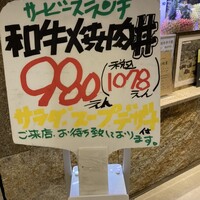 サービスランチ
和牛焼肉丼
980えん(税込1078えん)
サラダ、スープ、デザート付
ご来店、お待ち致しております。